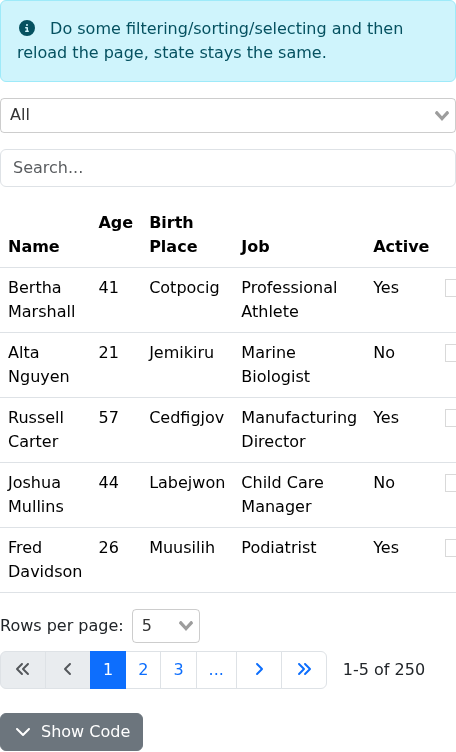 Do some filtering/sorting/selecting and then
reload the page, state stays the same.
All
Search...
Name Age Birth Place Job Active
Bertha Marshall 41 Cotpocig Professional Athlete Yes
Alta Nguyen 21 Jemikiru Marine Biologist No
Russell Carter 57 Cedfigjov Manufacturing Director Yes
Joshua Mullins 44 Labejwon Child Care Manager No
Fred Davidson 26 Muusilih Podiatrist Yes
Rows per page: 5
1 2 3 ... 1-5 of 250
Show Code